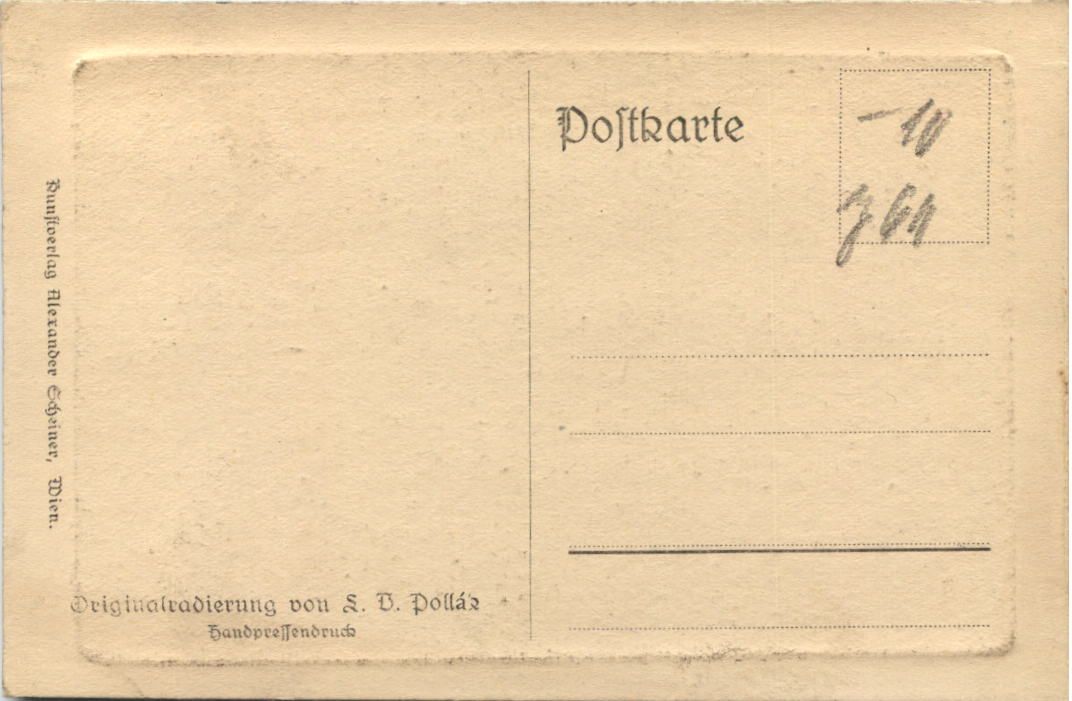 Postkarte
–10
Kunstverlag Alexander Scheiner, Wien.
Originalradierung von L. V. Pollák
Handpressendruck